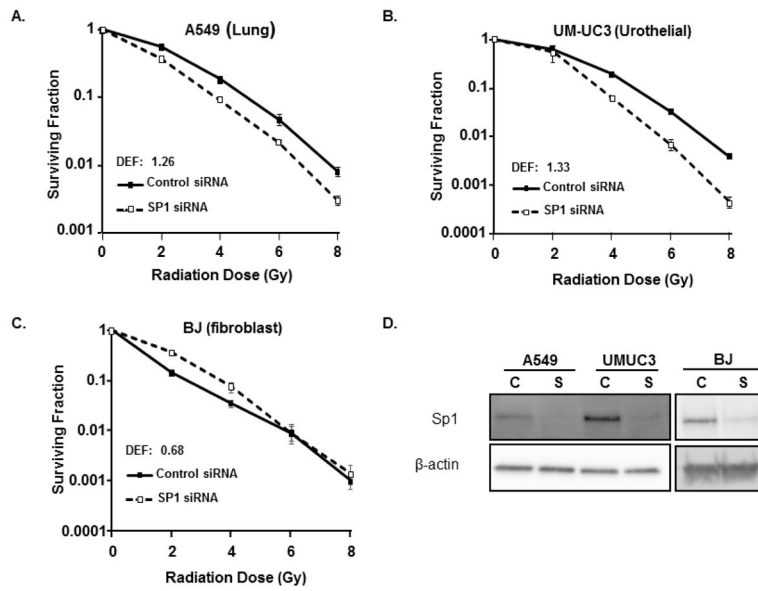 A.
A549 (Lung)
Surviving Fraction
1
0.1
0.01
0.001
DEF: 1.26
Control siRNA
SP1 siRNA
0 2 4 6 8
Radiation Dose (Gy)
B.
UM-UC3 (Urothelial)
Surviving Fraction
1
0.1
0.01
0.001
0.0001
DEF: 1.33
Control siRNA
SP1 siRNA
0 2 4 6 8
Radiation Dose (Gy)
C.
BJ (fibroblast)
Surviving Fraction
1
0.1
0.01
0.001
0.0001
DEF: 0.68
Control siRNA
SP1 siRNA
0 2 4 6 8
Radiation Dose (Gy)
D.
A549 UMUC3 BJ
C S C S C S
Sp1
β-actin